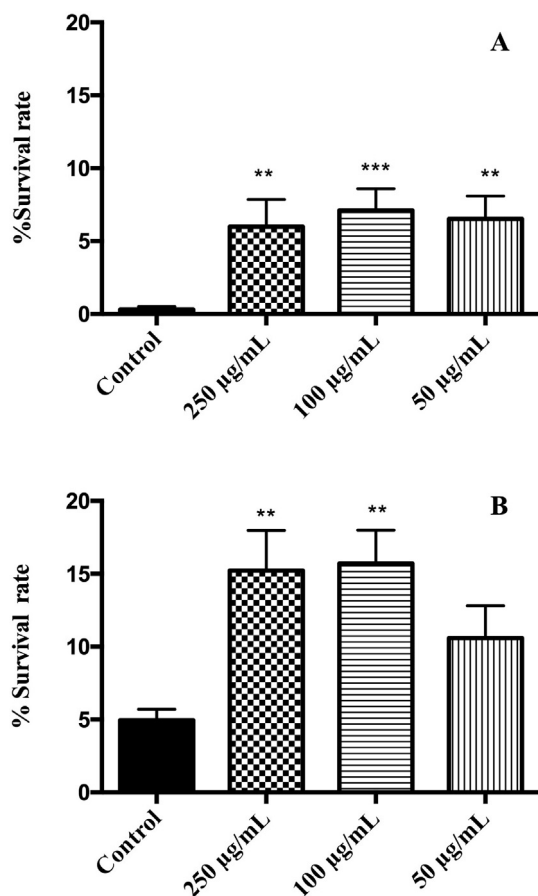 A
%Survival rate
20
15
10
5
0
**
***
**
Control
250 µg/mL
100 µg/mL
50 µg/mL
B
% Survival rate
20
15
10
5
0
**
**
Control
250 µg/mL
100 µg/mL
50 µg/mL